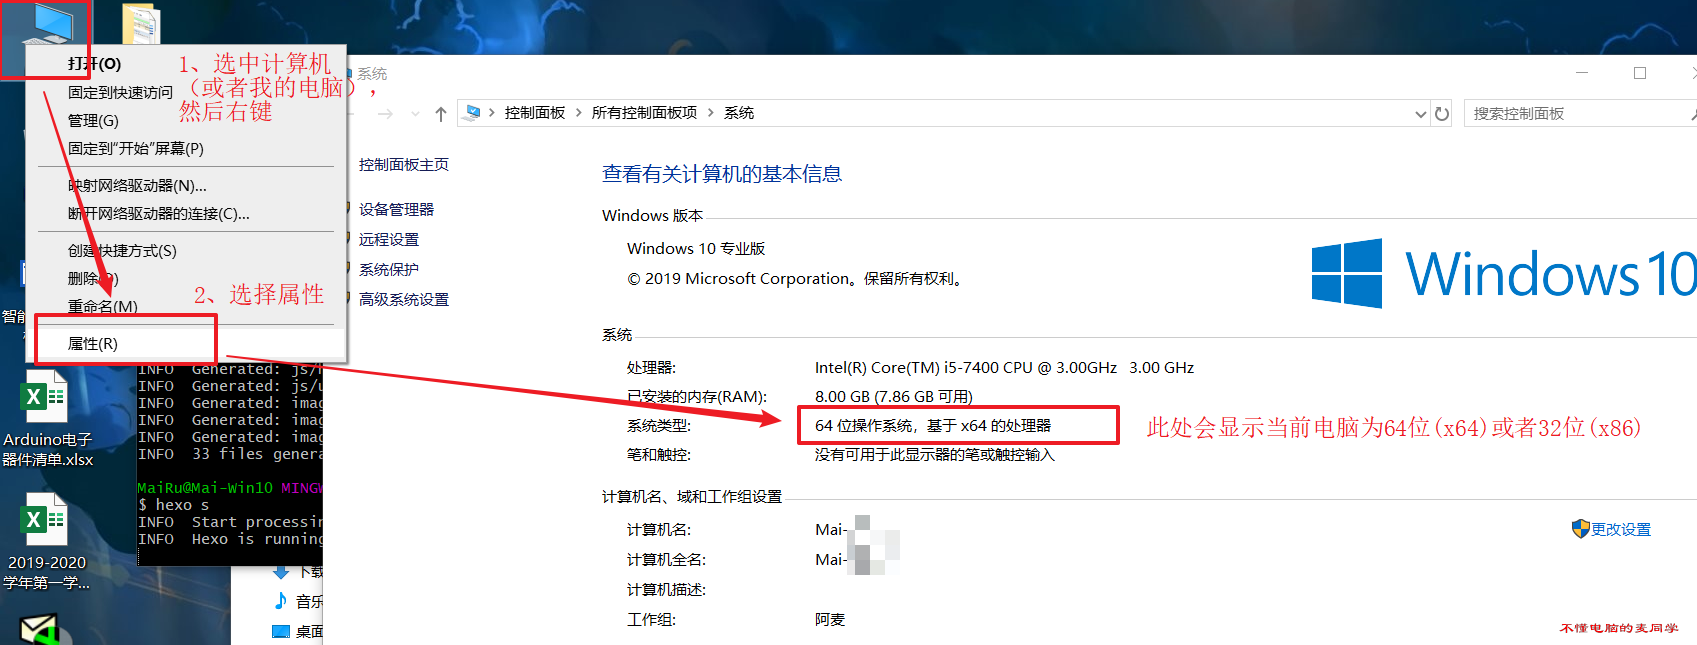 打开(O)
固定到快速访问
管理(G)
固定到“开始”屏幕(P)
映射网络驱动器(N)...
断开网络驱动器的连接(C)...
创建快捷方式(S)
删除(D)
重命名(M)
属性(R)
1、选中计算机
（或者我的电脑），
然后右键
2、选择属性
系统
控制面板 所有控制面板项 系统
搜索控制面板
控制面板主页
设备管理器
远程设置
系统保护
高级系统设置
查看有关计算机的基本信息
Windows 版本
Windows 10 专业版
© 2019 Microsoft Corporation。保留所有权利。
Windows 10
系统
处理器: Intel(R) Core(TM) i5-7400 CPU @ 3.00GHz 3.00 GHz
已安装的内存(RAM): 8.00 GB (7.86 GB 可用)
系统类型: 64 位操作系统，基于 x64 的处理器
此处会显示当前电脑为64位(x64)或者32位(x86)
笔和触控: 没有可用于此显示器的笔或触控输入
计算机名、域和工作组设置
计算机名: Mai-
更改设置
计算机全名: Mai-
计算机描述:
工作组: 阿麦
智能
Arduino电子
器件清单.xlsx
2019-2020
学年第一学...
INFO Generated: js/
INFO Generated: js/
INFO Generated: imag
INFO Generated: imag
INFO Generated: imag
INFO 33 files genera
MaiRu@Mai-Win10 MINGW
$ hexo s
INFO Start processin
INFO Hexo is running
下载
音乐
桌面
不懂电脑的麦同学